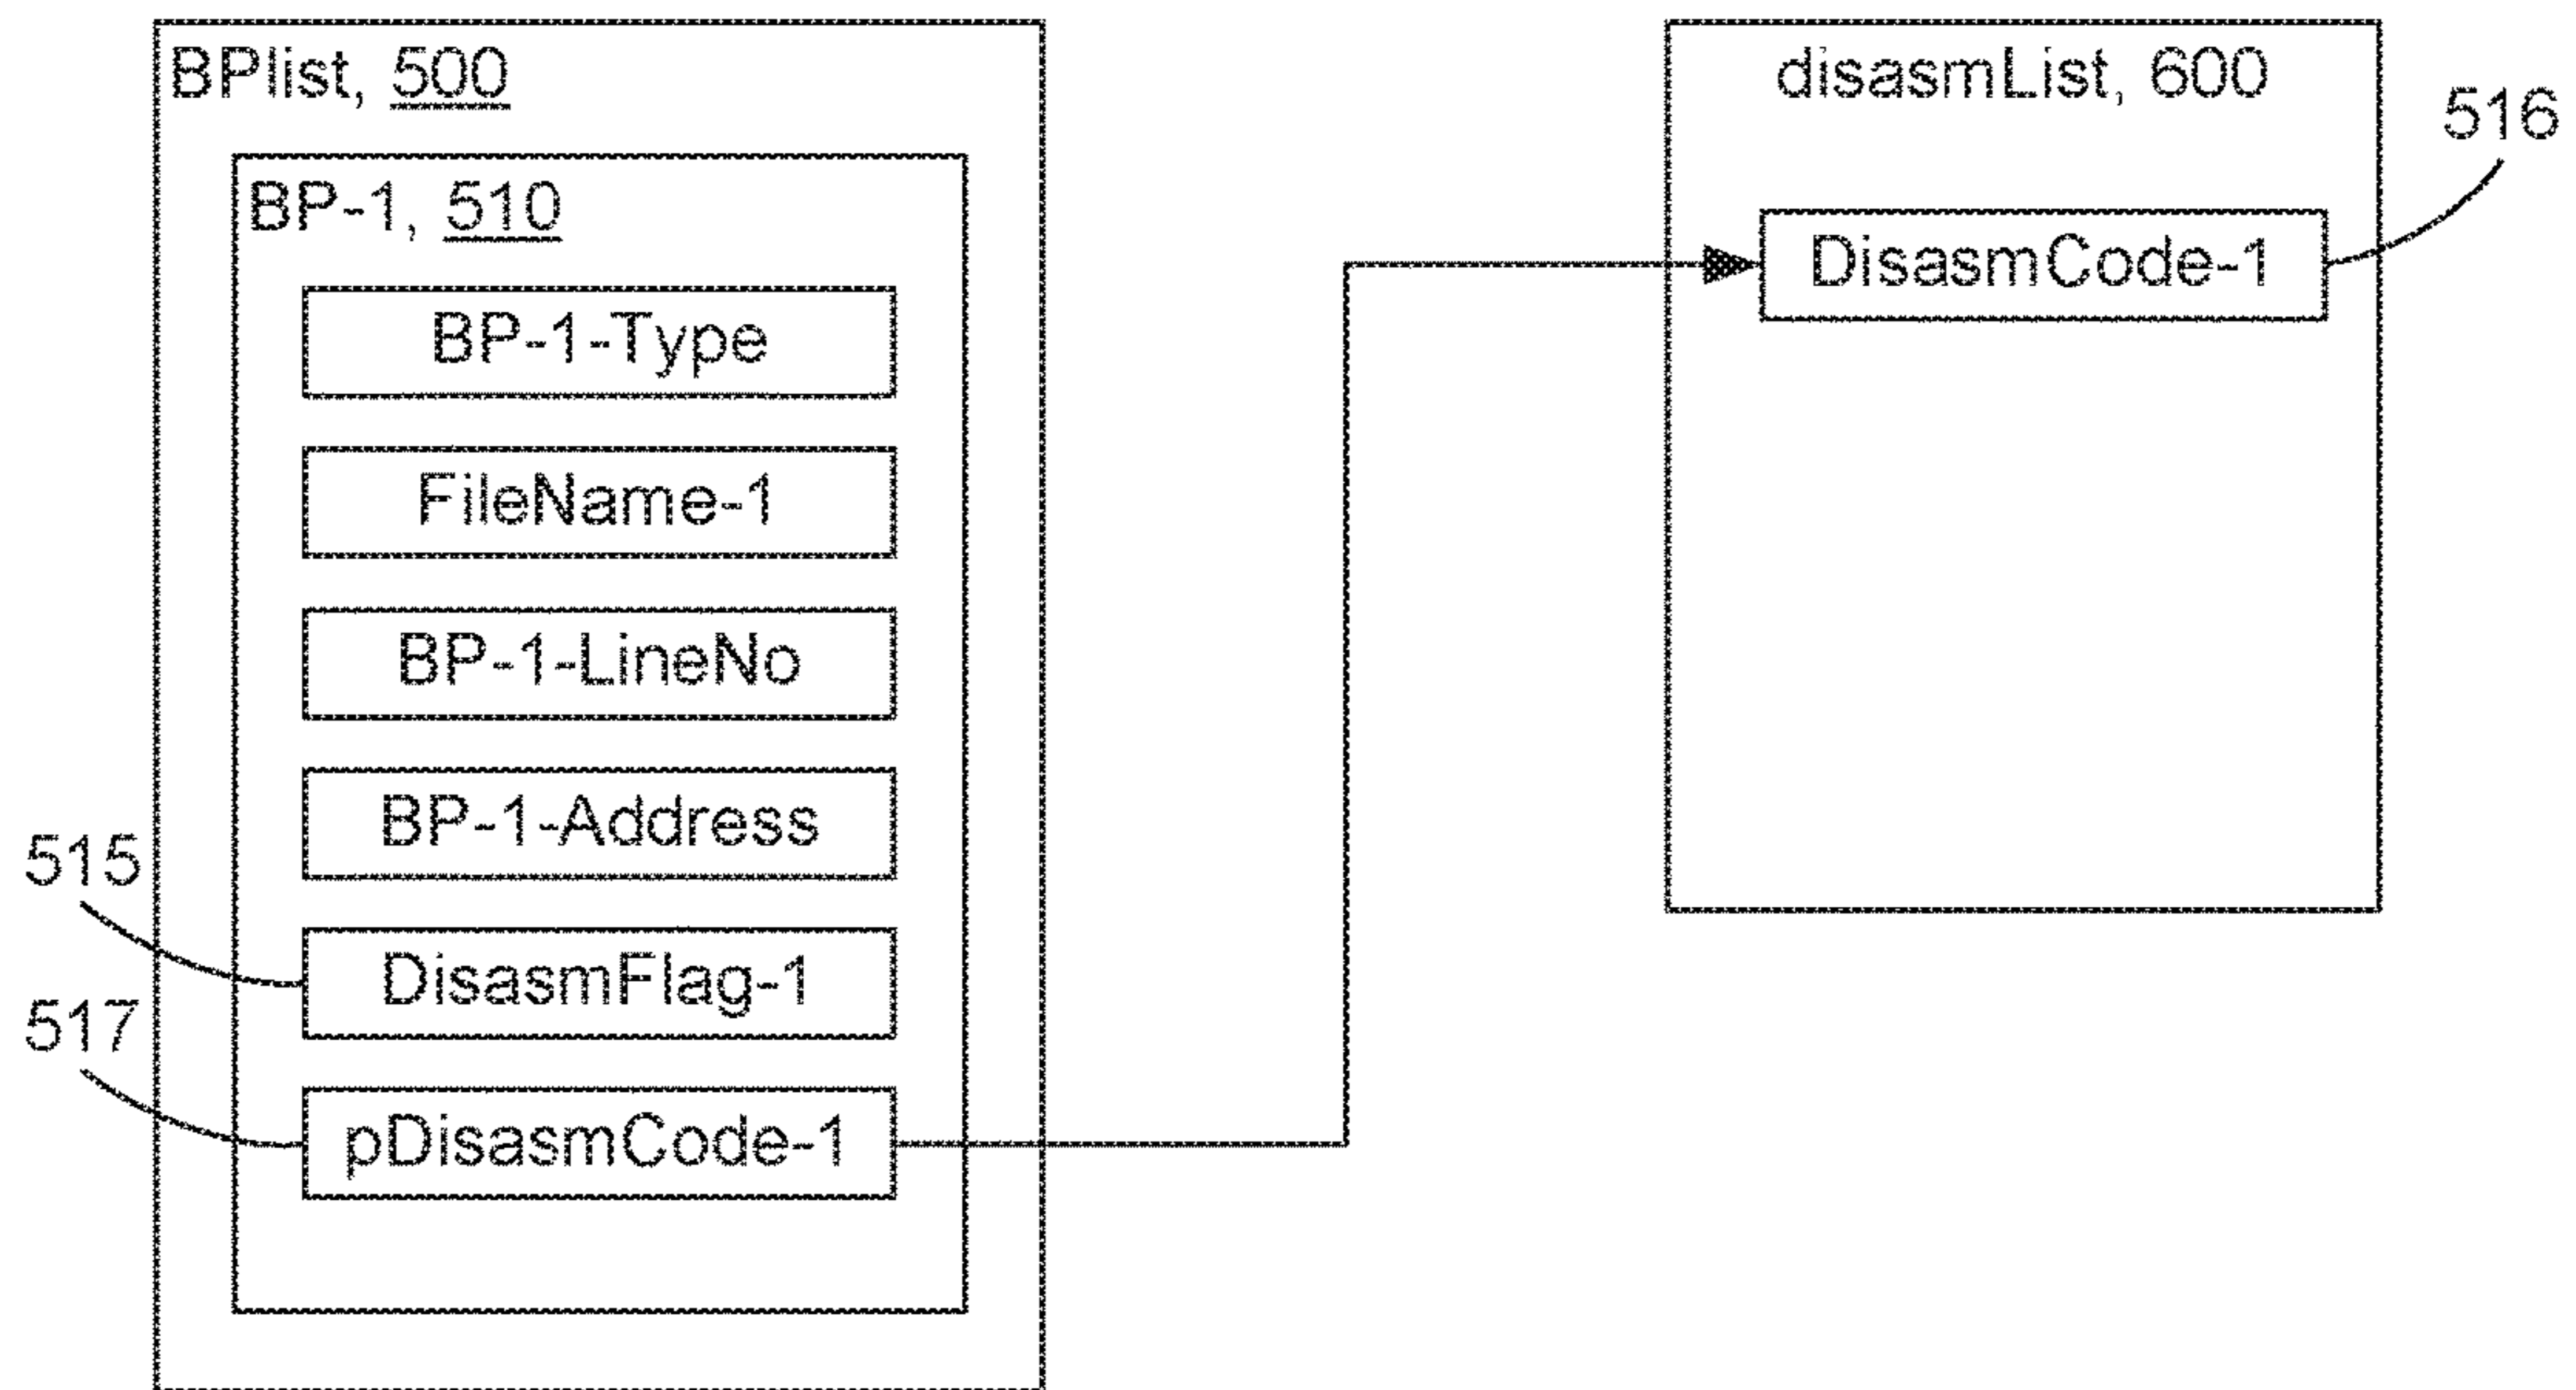 BPlist, 500
BP-1, 510
BP-1-Type
FileName-1
BP-1-LineNo
BP-1-Address
515
DisasmFlag-1
517
pDisasmCode-1
disasmList, 600
516
DisasmCode-1